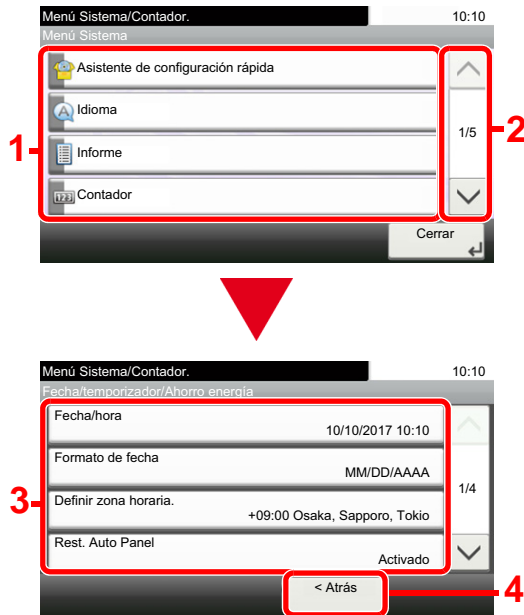 Menú Sistema/Contador. 10:10
Menú Sistema
Asistente de configuración rápida
Idioma
1/5
2
1
Informe
Contador
Cerrar
Menú Sistema/Contador. 10:10
Fecha/temporizador/Ahorro energía
Fecha/hora
10/10/2017 10:10
Formato de fecha
MM/DD/AAAA
1/4
3
Definir zona horaria.
+09:00 Osaka, Sapporo, Tokio
Rest. Auto Panel
Activado
< Atrás
4